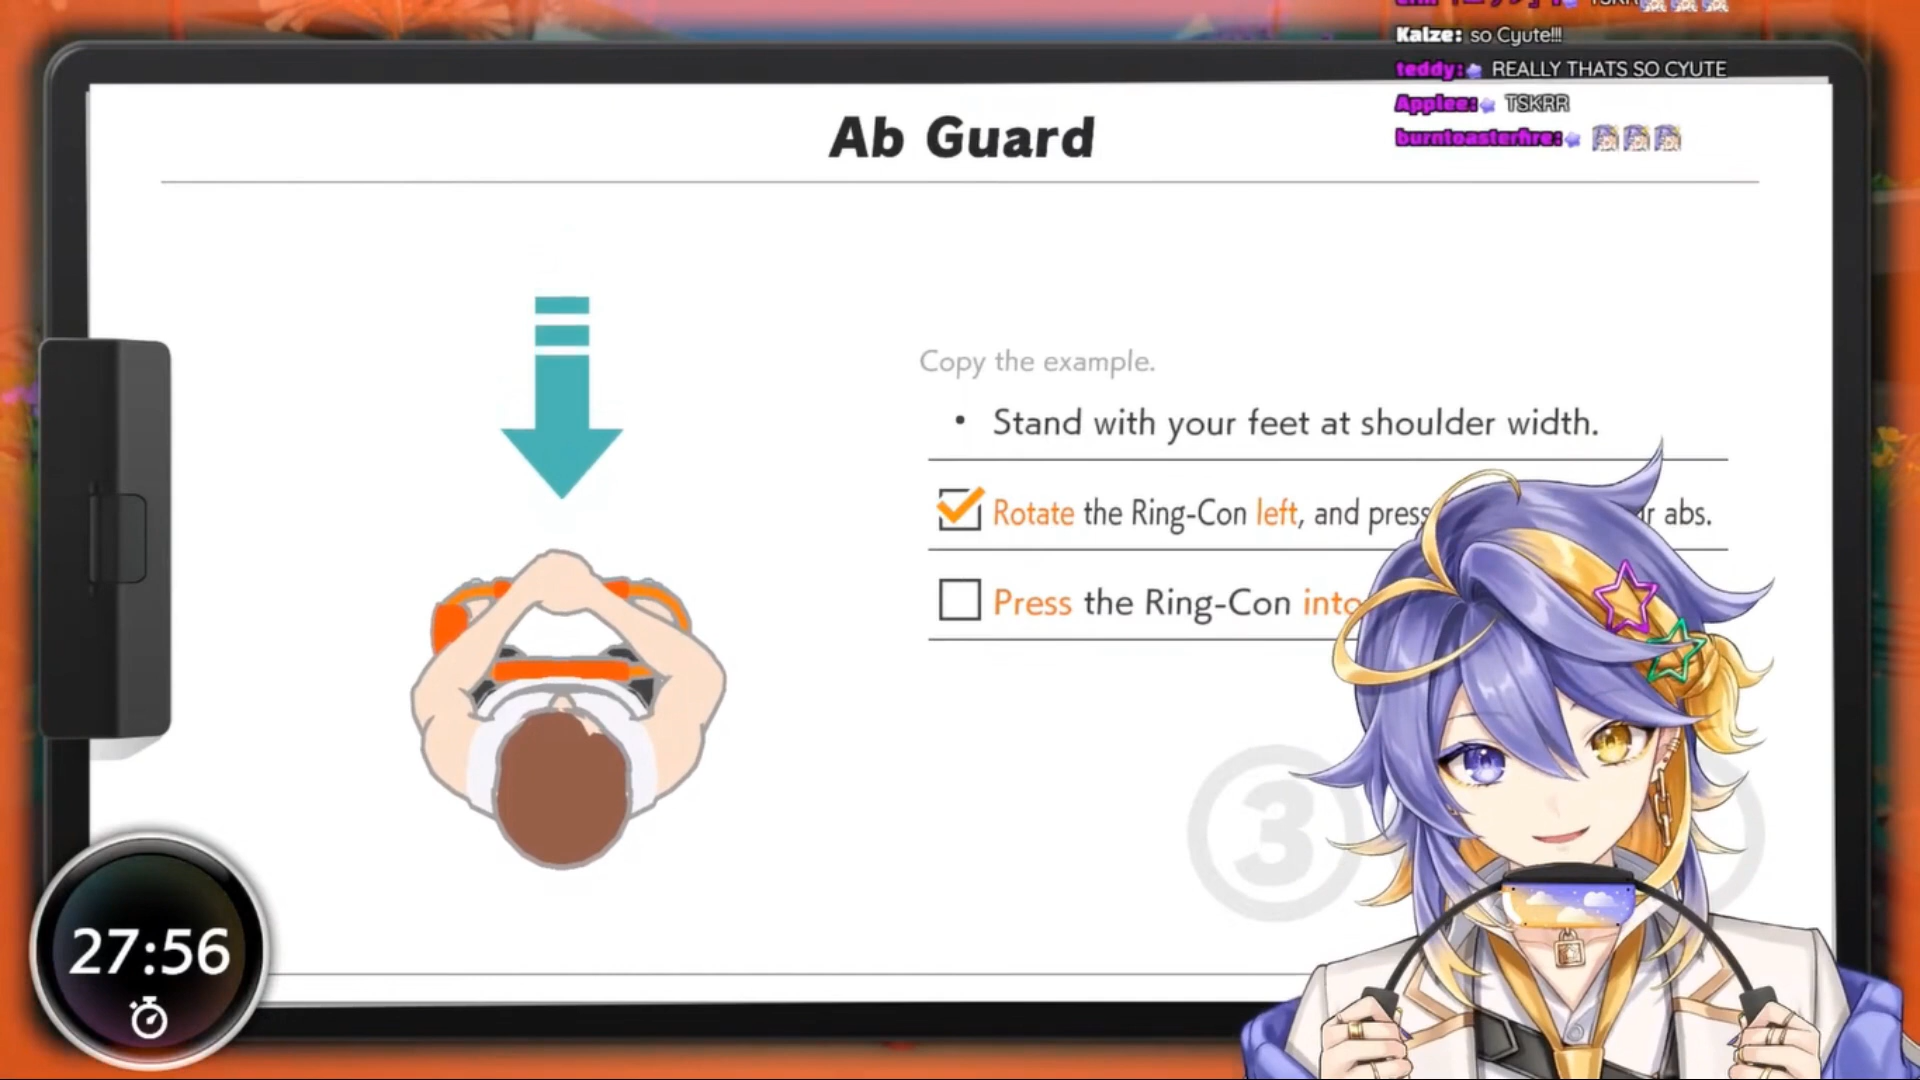 Kaize: so Cyute!!!
teddy: REALLY THATS SO CYUTE
Applee: TSKRR
burntoasterfire:
Ab Guard
Copy the example.
• Stand with your feet at shoulder width.
Rotate the Ring-Con left, and press abs.
Press the Ring-Con into
3
27:56